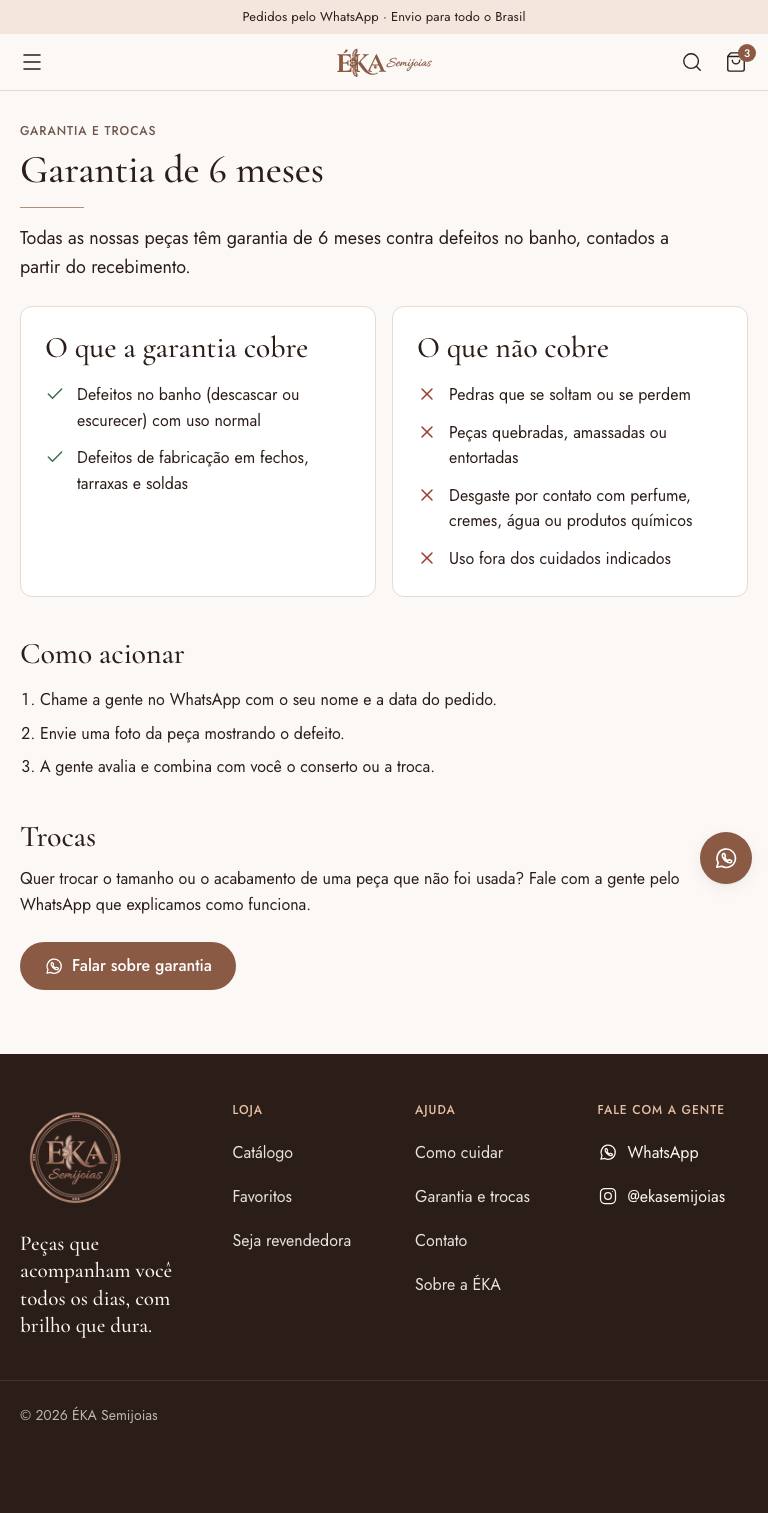 Pedidos pelo WhatsApp · Envio para todo o Brasil
ÉKA Semijoias
3
GARANTIA E TROCAS
Garantia de 6 meses
Todas as nossas peças têm garantia de 6 meses contra defeitos no banho, contados a
partir do recebimento.
O que a garantia cobre
Defeitos no banho (descascar ou
escurecer) com uso normal
Defeitos de fabricação em fechos,
tarraxas e soldas
O que não cobre
Pedras que se soltam ou se perdem
Peças quebradas, amassadas ou
entortadas
Desgaste por contato com perfume,
cremes, água ou produtos químicos
Uso fora dos cuidados indicados
Como acionar
1. Chame a gente no WhatsApp com o seu nome e a data do pedido.
2. Envie uma foto da peça mostrando o defeito.
3. A gente avalia e combina com você o conserto ou a troca.
Trocas
Quer trocar o tamanho ou o acabamento de uma peça que não foi usada? Fale com a gente pelo
WhatsApp que explicamos como funciona.
Falar sobre garantia
ÉKA
Semijoias
Peças que
acompanham você
todos os dias, com
brilho que dura.
LOJA
Catálogo
Favoritos
Seja revendedora
AJUDA
Como cuidar
Garantia e trocas
Contato
Sobre a ÉKA
FALE COM A GENTE
WhatsApp
@ekasemijoias
© 2026 ÉKA Semijoias